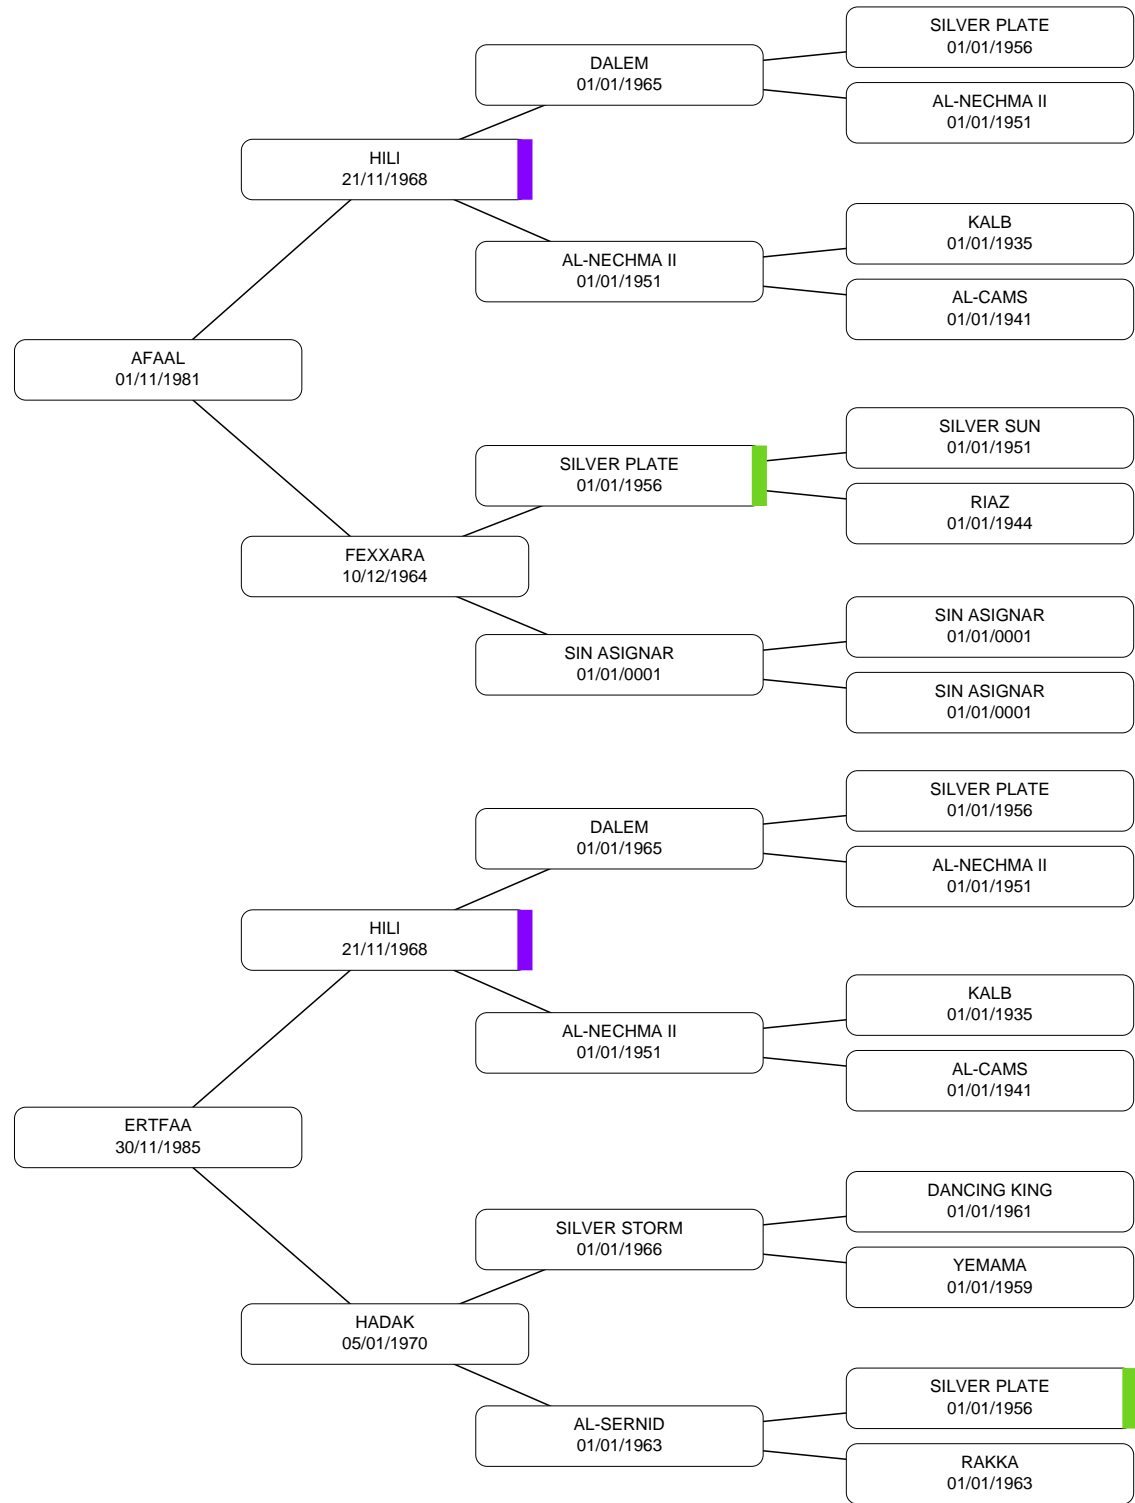 SILVER PLATE
01/01/1956
DALEM
01/01/1965
AL-NECHMA II
01/01/1951
HILI
21/11/1968
KALB
01/01/1935
AL-NECHMA II
01/01/1951
AL-CAMS
01/01/1941
AFAAL
01/11/1981
SILVER SUN
01/01/1951
SILVER PLATE
01/01/1956
RIAZ
01/01/1944
FEXXARA
10/12/1964
SIN ASIGNAR
01/01/0001
SIN ASIGNAR
01/01/0001
SIN ASIGNAR
01/01/0001
SILVER PLATE
01/01/1956
DALEM
01/01/1965
AL-NECHMA II
01/01/1951
HILI
21/11/1968
KALB
01/01/1935
AL-NECHMA II
01/01/1951
AL-CAMS
01/01/1941
ERTFAA
30/11/1985
DANCING KING
01/01/1961
SILVER STORM
01/01/1966
YEMAMA
01/01/1959
HADAK
05/01/1970
SILVER PLATE
01/01/1956
AL-SERNID
01/01/1963
RAKKA
01/01/1963